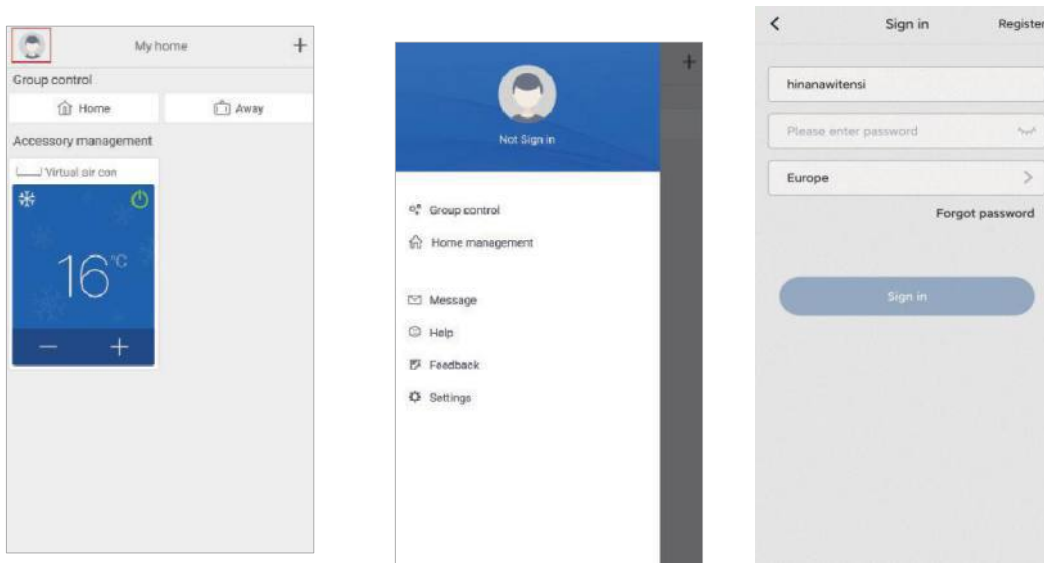 My home
+
Group control
Home
Away
Accessory management
Virtual air con
16°C
− +
+
Not Sign in
Group control
Home management
Message
Help
Feedback
Settings
< Sign in Register
hinanawitensi
Please enter password
Europe >
Forgot password
Sign in